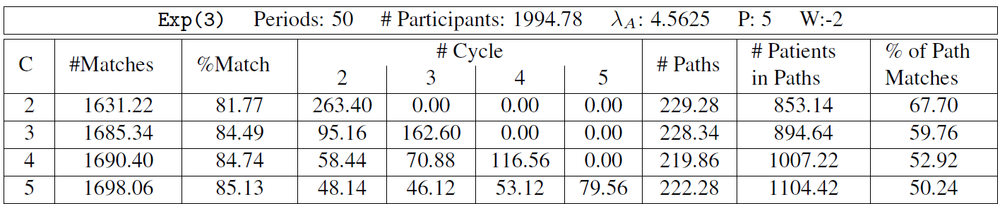 Exp(3) Periods: 50 # Participants: 1994.78 λA: 4.5625 P: 5 W:-2
C #Matches %Match # Cycle # Paths # Patients in Paths % of Path Matches
2 3 4 5
2 1631.22 81.77 263.40 0.00 0.00 0.00 229.28 853.14 67.70
3 1685.34 84.49 95.16 162.60 0.00 0.00 228.34 894.64 59.76
4 1690.40 84.74 58.44 70.88 116.56 0.00 219.86 1007.22 52.92
5 1698.06 85.13 48.14 46.12 53.12 79.56 222.28 1104.42 50.24